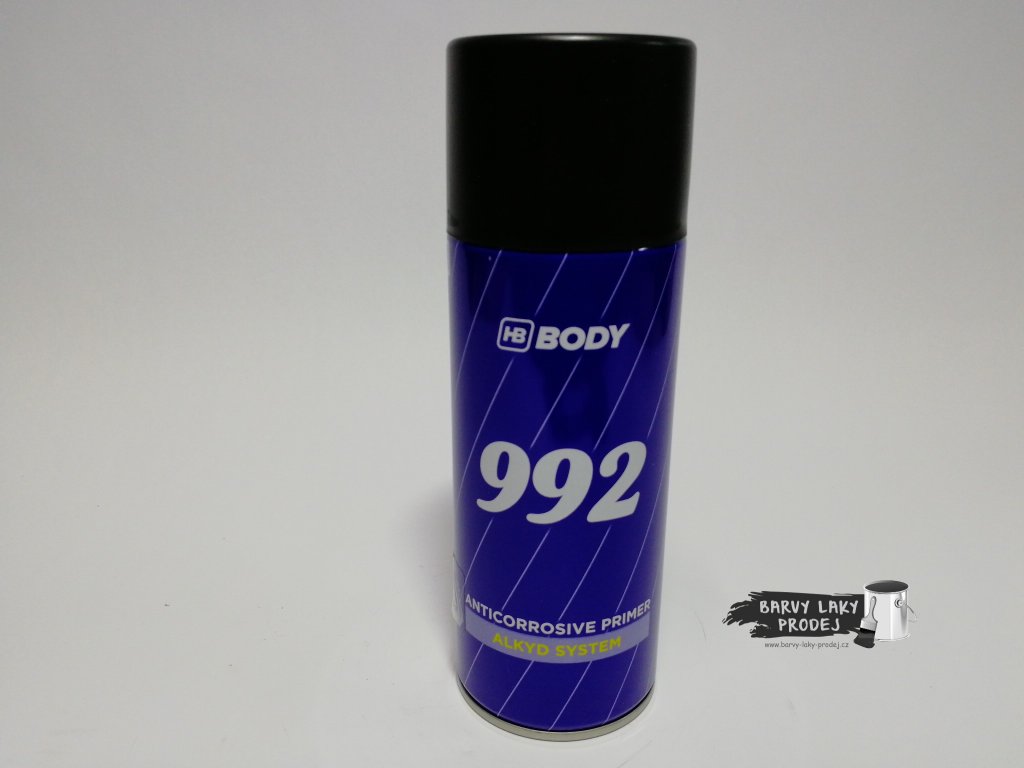 HB BODY
992
ANTICORROSIVE PRIMER
ALKYD SYSTEM
BARVY LAKY
PRODEJ
www.barvy-laky-prodej.cz